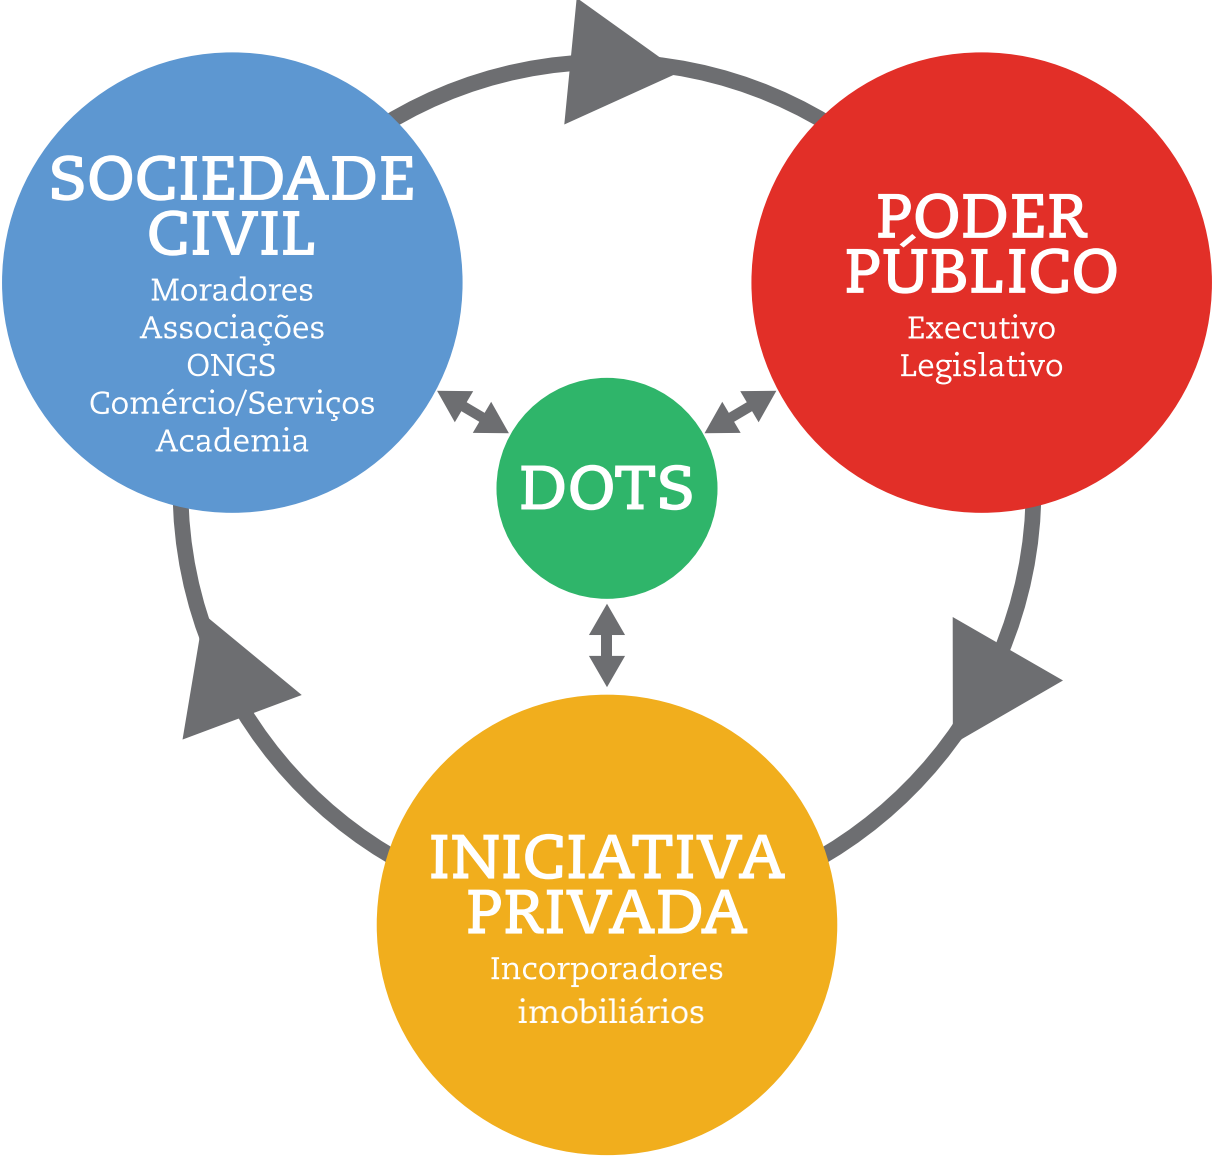 SOCIEDADE
CIVIL
Moradores
Associações
ONGS
Comércio/Serviços
Academia
PODER
PÚBLICO
Executivo
Legislativo
DOTS
INICIATIVA
PRIVADA
Incorporadores
imobiliários